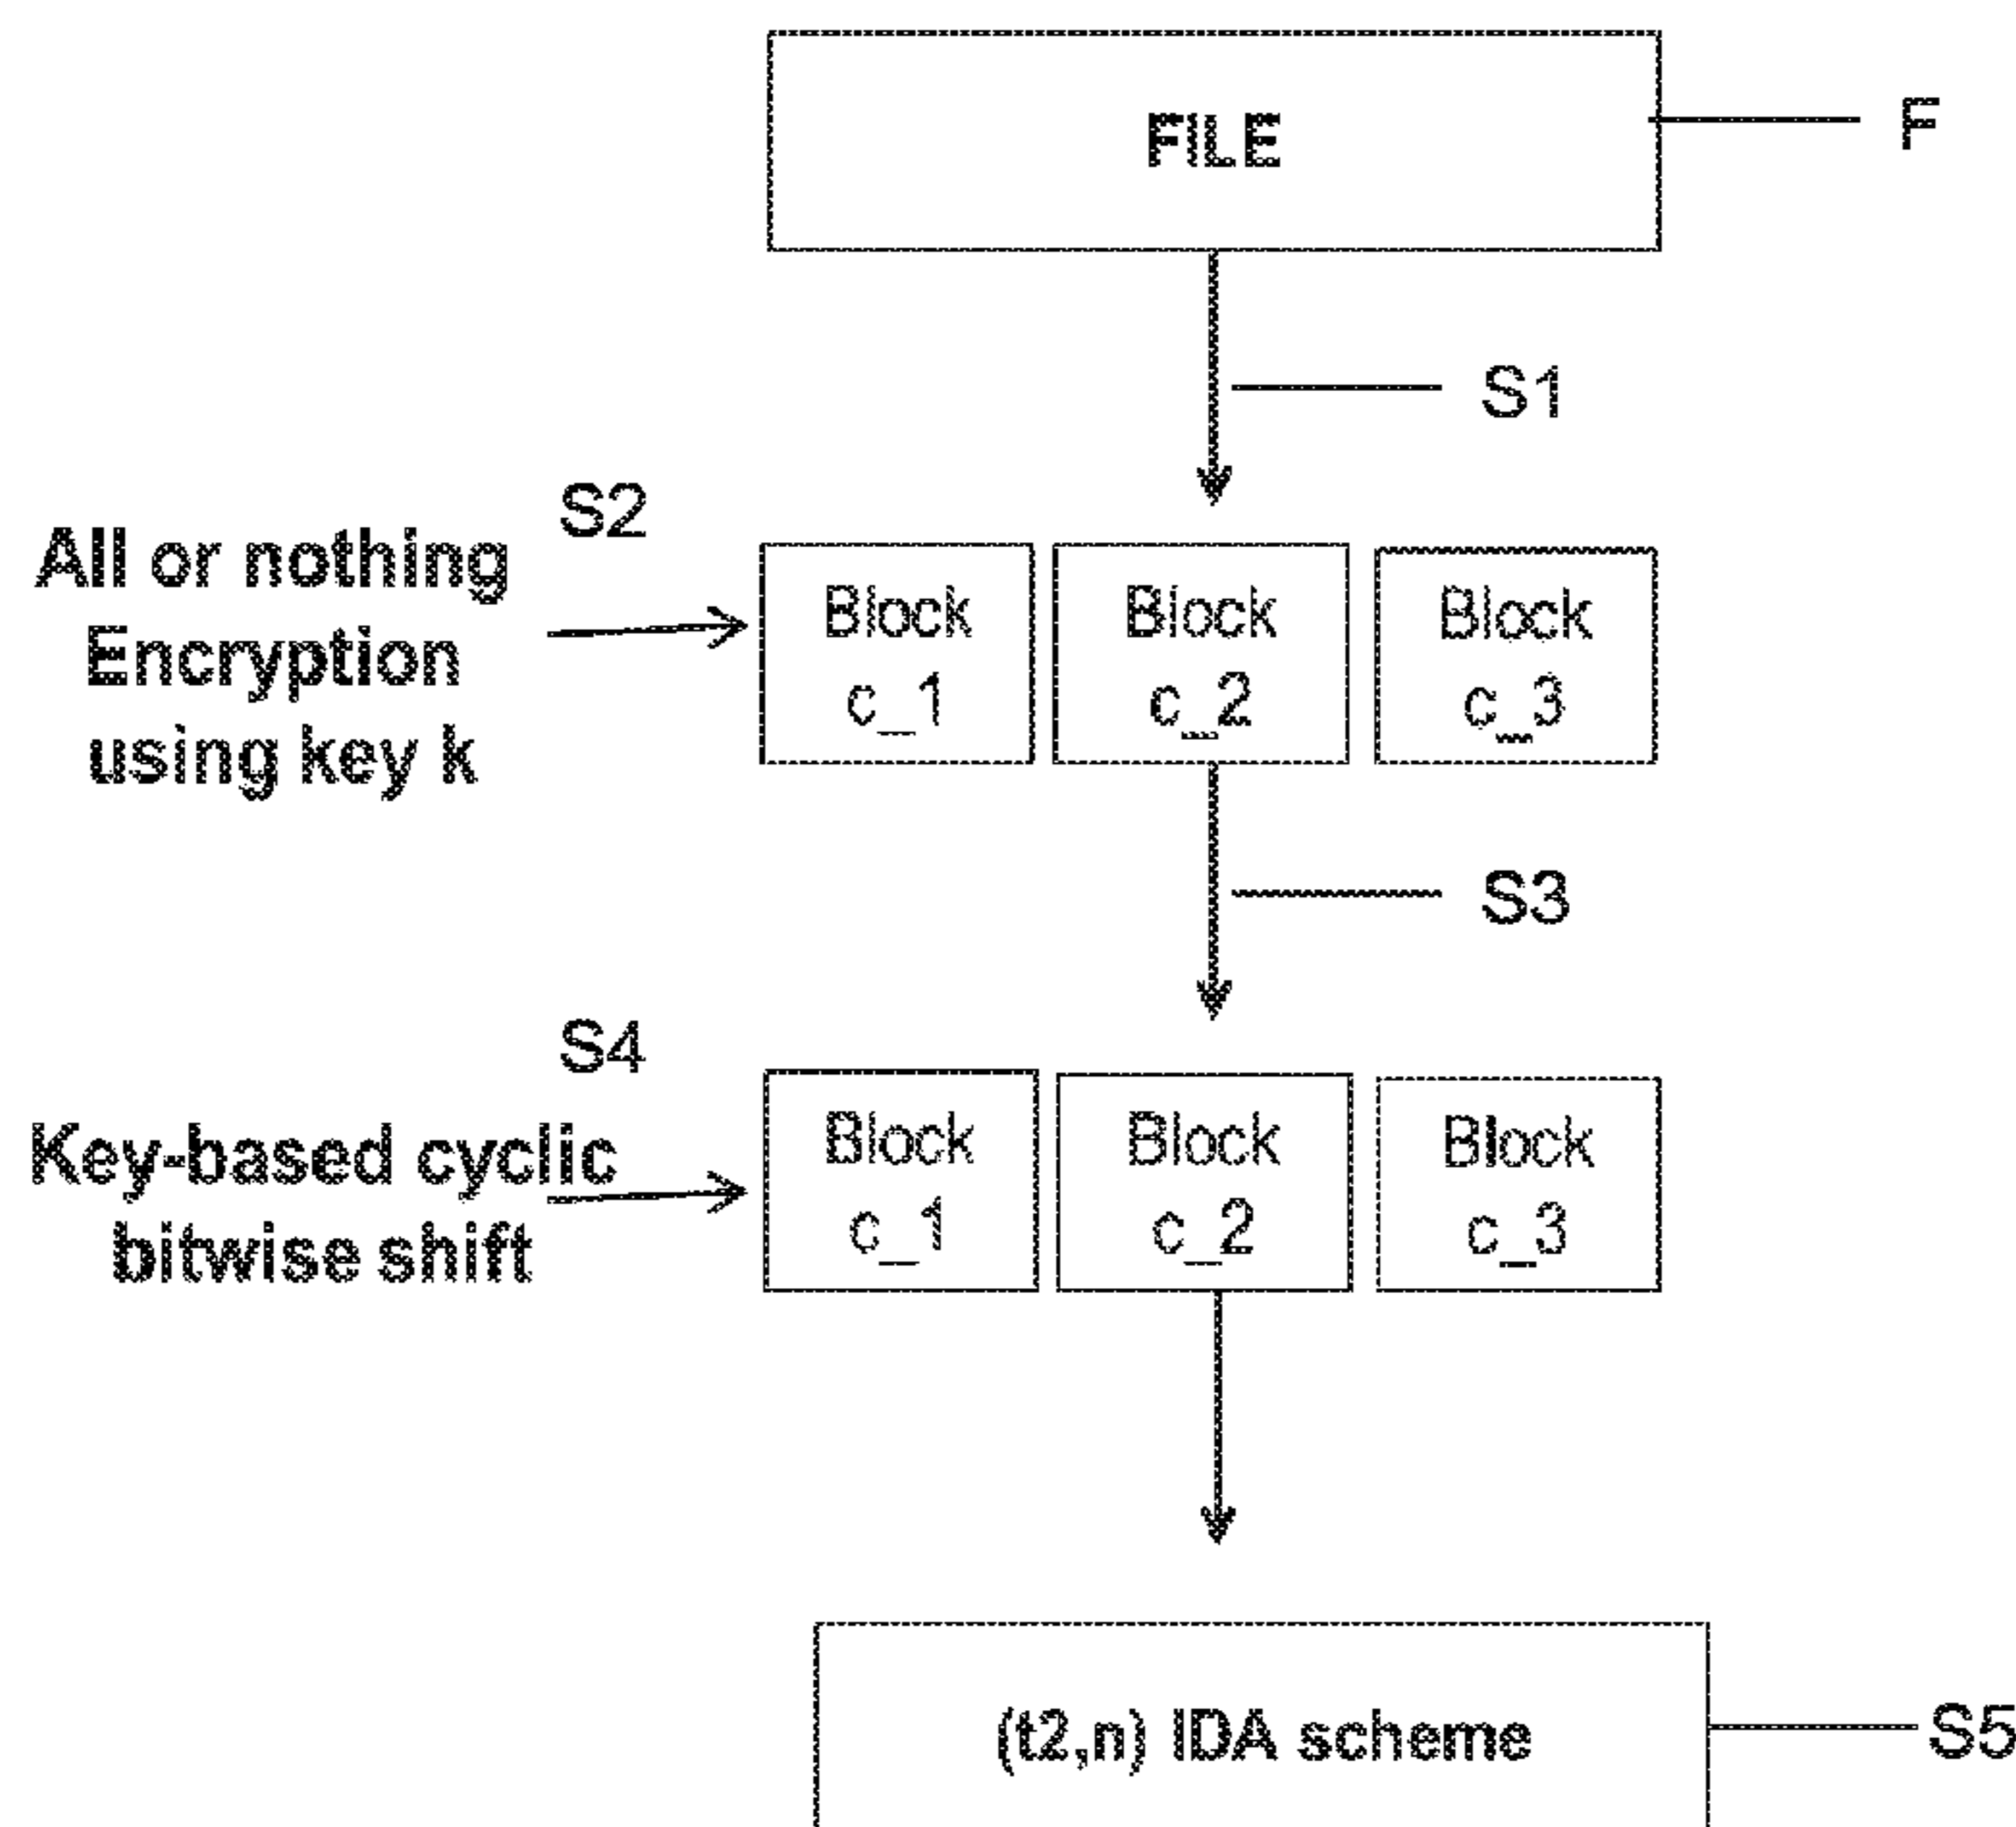 FILE
F
S1
S2
All or nothing
Encryption
using key k
Block
c_1
Block
c_2
Block
c_3
S3
S4
Key-based cyclic
bitwise shift
Block
c_1
Block
c_2
Block
c_3
(t2,n) IDA scheme
S5